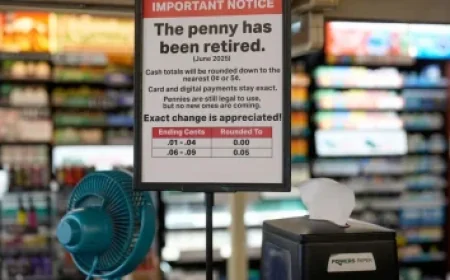 IMPORTANT NOTICE
The penny has
been retired.
(June 2025)
Cash totals will be rounded down to the
nearest 0¢ or 5¢.
Card and digital payments stay exact.
Pennies are still legal to use,
but no new ones are coming.
Exact change is appreciated!
Ending Cents Rounded To
.01 - .04 0.00
.06 - .09 0.05